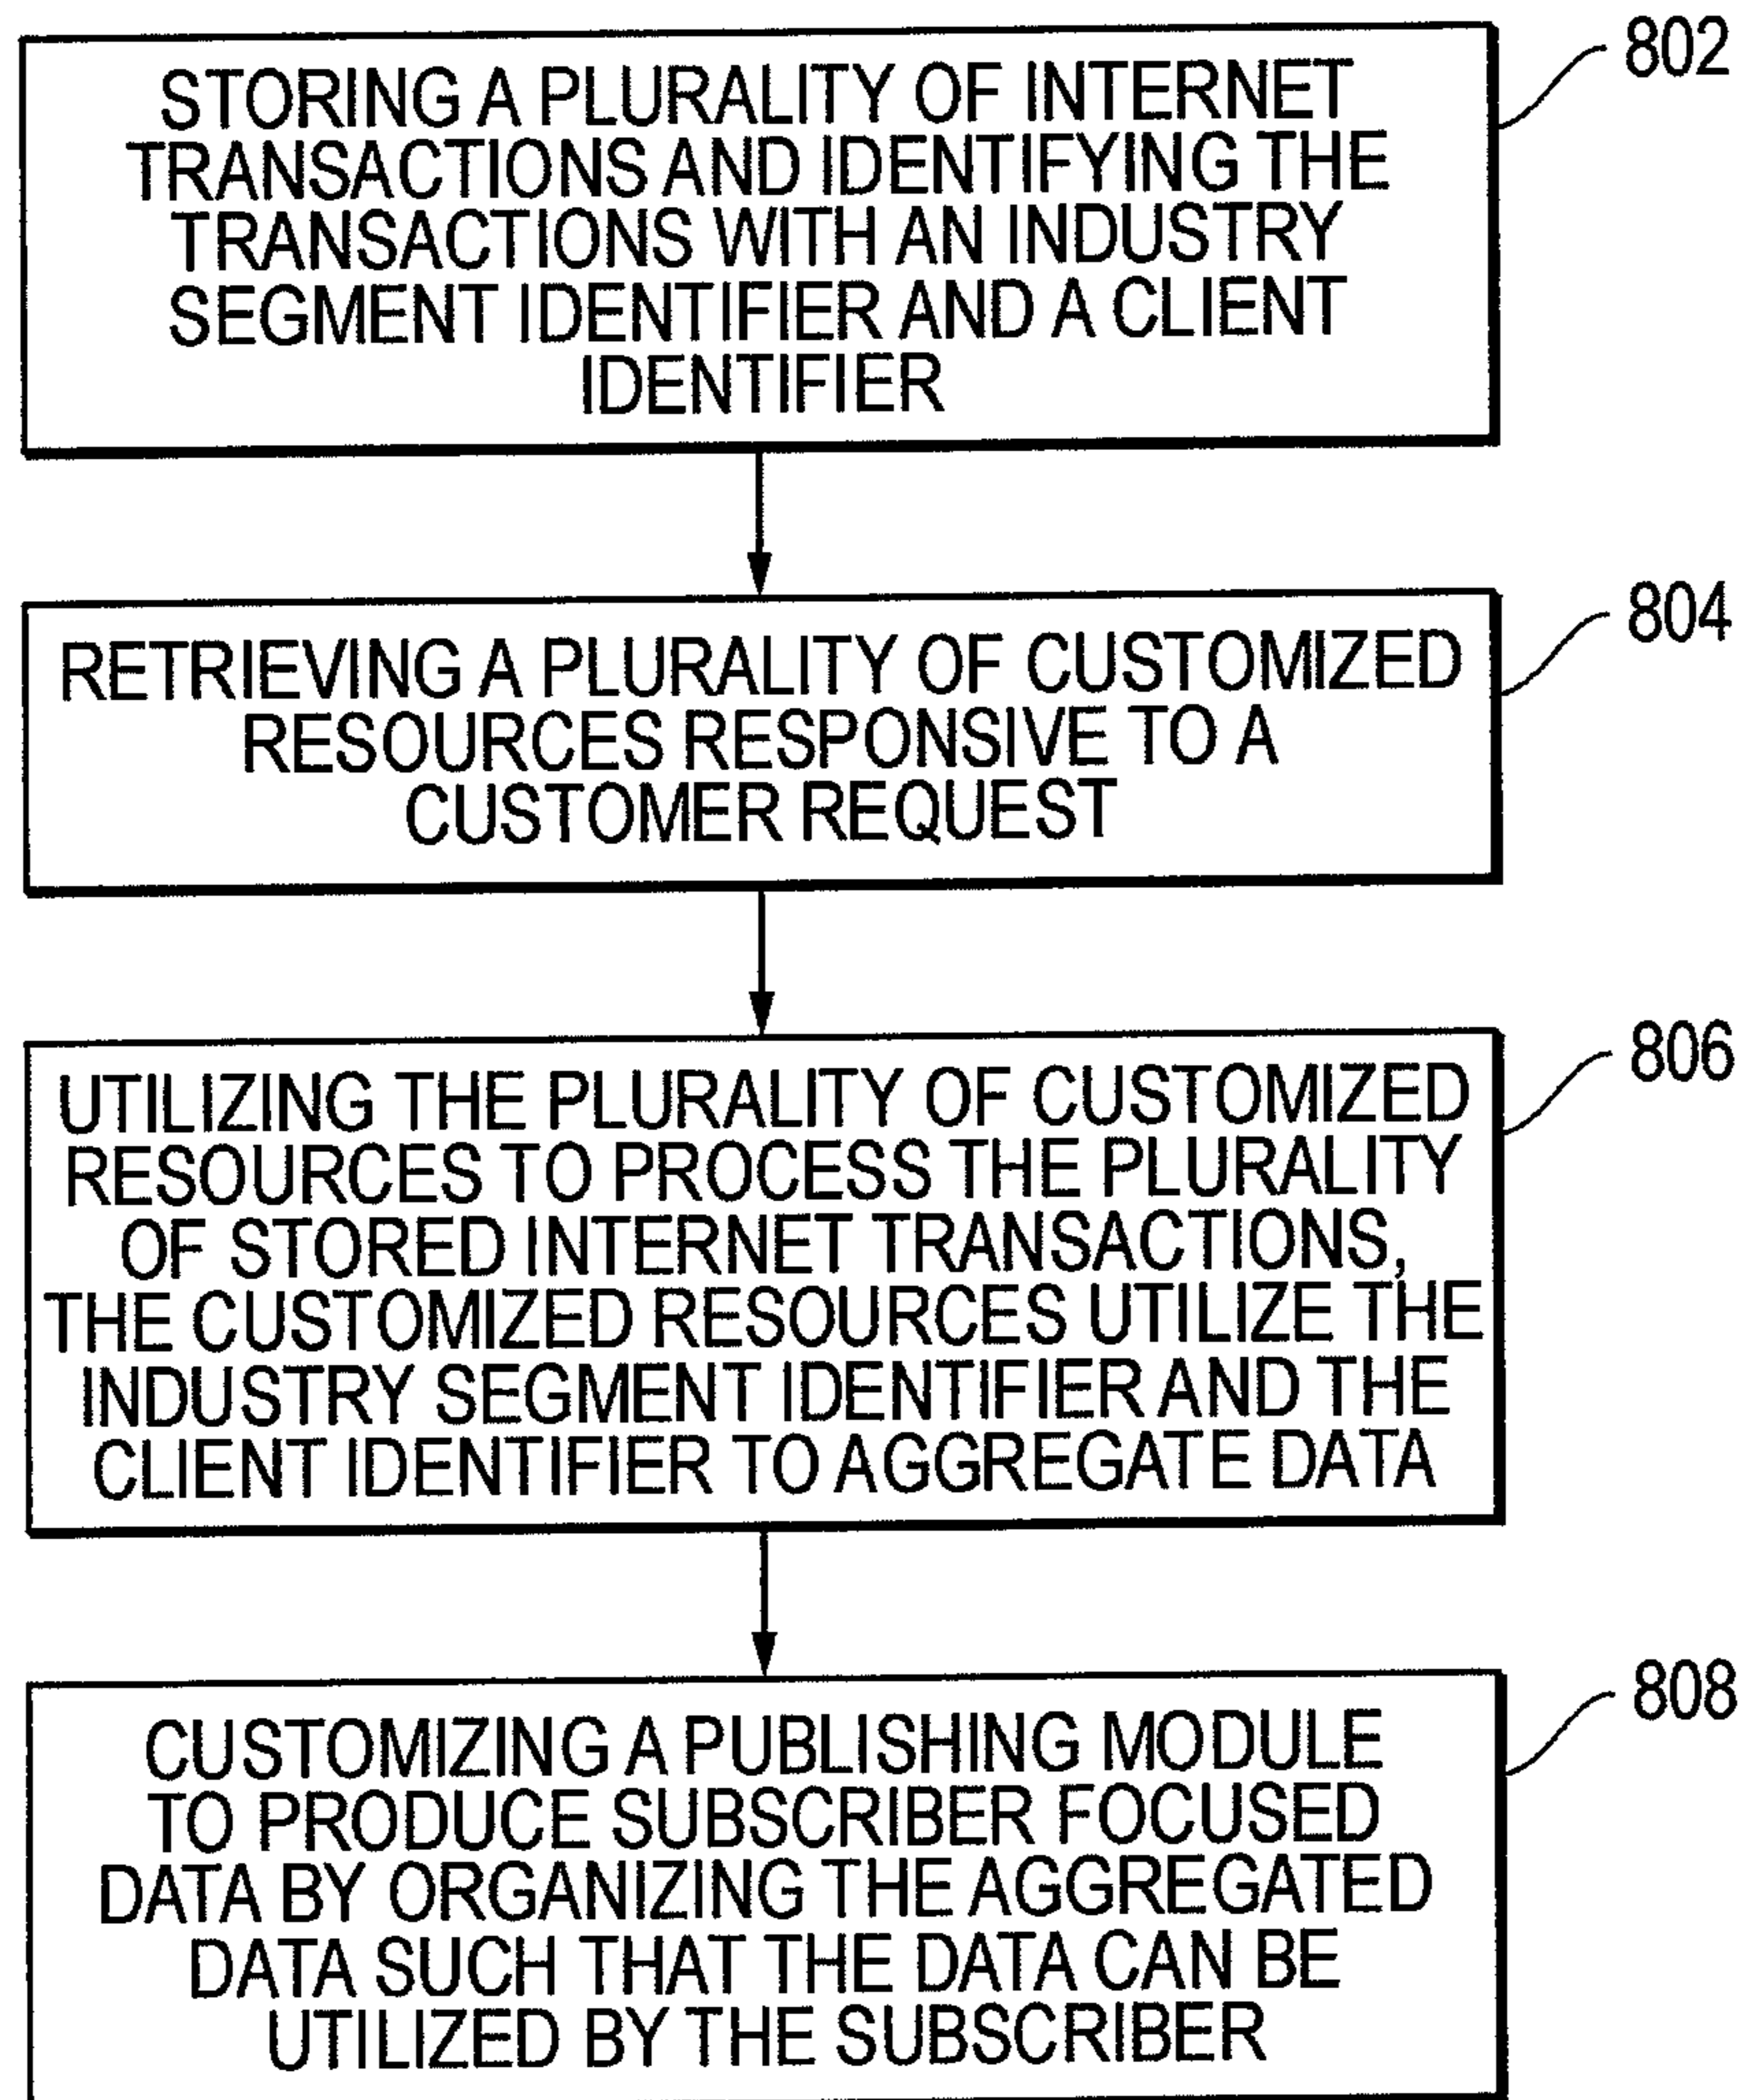 802
STORING A PLURALITY OF INTERNET
TRANSACTIONS AND IDENTIFYING THE
TRANSACTIONS WITH AN INDUSTRY
SEGMENT IDENTIFIER AND A CLIENT
IDENTIFIER
804
RETRIEVING A PLURALITY OF CUSTOMIZED
RESOURCES RESPONSIVE TO A
CUSTOMER REQUEST
806
UTILIZING THE PLURALITY OF CUSTOMIZED
RESOURCES TO PROCESS THE PLURALITY
OF STORED INTERNET TRANSACTIONS,
THE CUSTOMIZED RESOURCES UTILIZE THE
INDUSTRY SEGMENT IDENTIFIER AND THE
CLIENT IDENTIFIER TO AGGREGATE DATA
808
CUSTOMIZING A PUBLISHING MODULE
TO PRODUCE SUBSCRIBER FOCUSED
DATA BY ORGANIZING THE AGGREGATED
DATA SUCH THAT THE DATA CAN BE
UTILIZED BY THE SUBSCRIBER